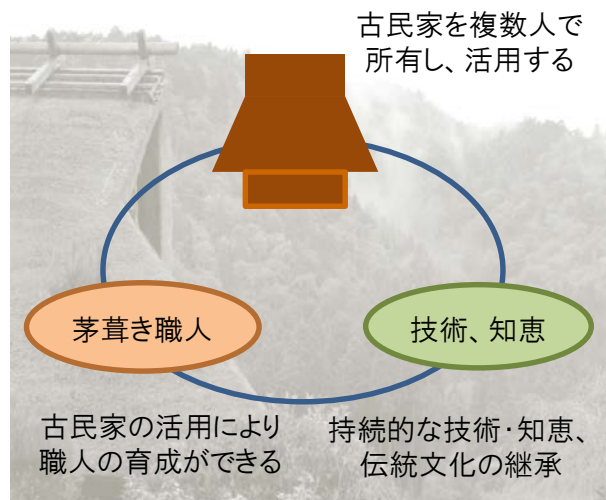 古民家を複数人で
所有し、活用する
茅葺き職人
技術、知恵
古民家の活用により
職人の育成ができる
持続的な技術・知恵、
伝統文化の継承